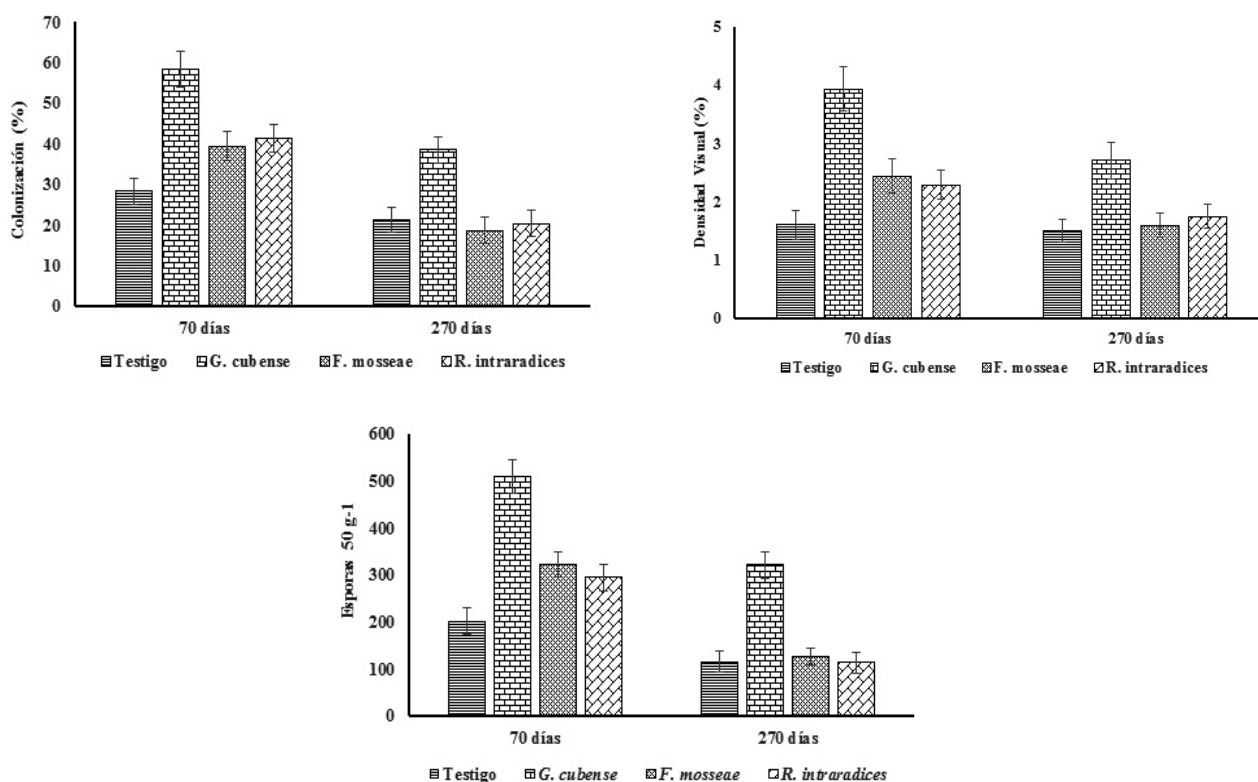 70
60
50
40
30
20
10
0
Colonización (%)
70 días
270 días
Testigo G. cubense F. mosseae R. intraradices
5
4
3
2
1
0
Densidad Visual (%)
70 días
270 días
Testigo G. cubense F. mosseae R. intraradices
600
500
400
300
200
100
0
Esporas 50 g-1
70 días
270 días
Testigo G. cubense F. mosseae R. intraradices